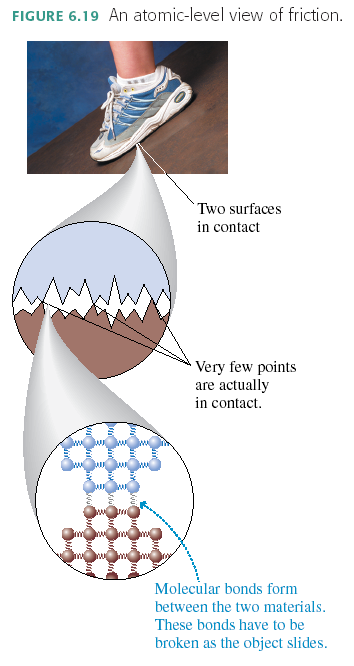 FIGURE 6.19 An atomic-level view of friction.
Two surfaces
in contact
Very few points
are actually
in contact.
Molecular bonds form
between the two materials.
These bonds have to be
broken as the object slides.